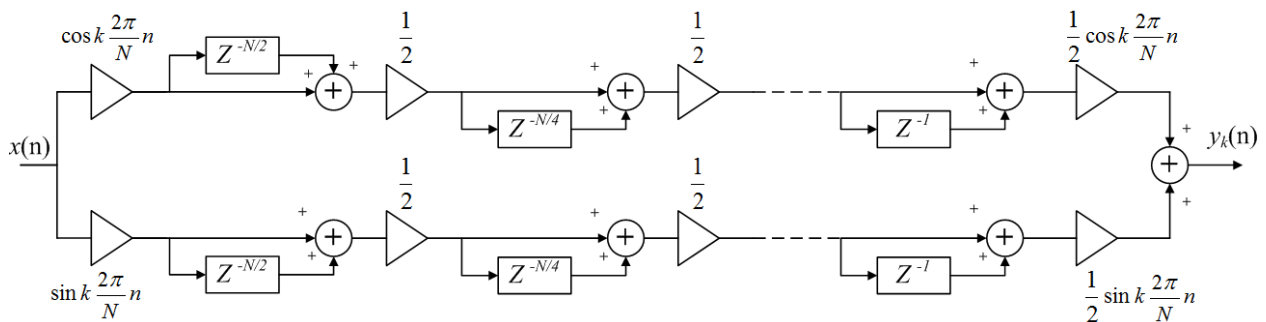 cos k 2π/N n
Z^{-N/2}
+
+
+
+
1/2
Z^{-N/4}
+
+
+
1/2
Z^{-1}
+
+
+
1/2 cos k 2π/N n
x(n)
+
+
y_k(n)
+
sin k 2π/N n
Z^{-N/2}
+
+
+
1/2
Z^{-N/4}
+
+
+
1/2
Z^{-1}
+
+
+
1/2 sin k 2π/N n